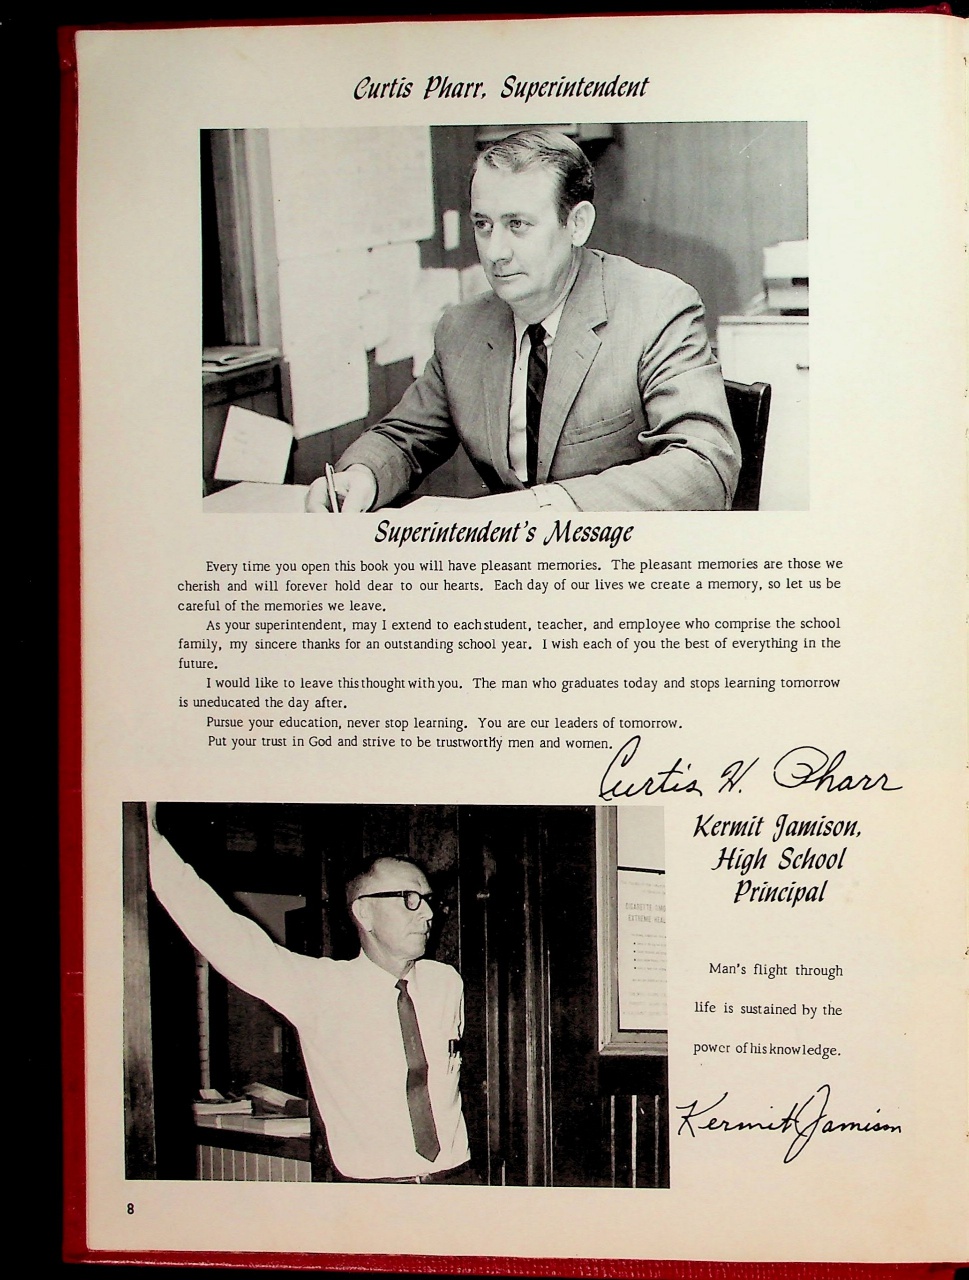 Curtis Pharr, Superintendent
Superintendent's Message
Every time you open this book you will have pleasant memories. The pleasant memories are those we
cherish and will forever hold dear to our hearts. Each day of our lives we create a memory, so let us be
careful of the memories we leave.
As your superintendent, may I extend to each student, teacher, and employee who comprise the school
family, my sincere thanks for an outstanding school year. I wish each of you the best of everything in the
future.
I would like to leave this thought with you. The man who graduates today and stops learning tomorrow
is uneducated the day after.
Pursue your education, never stop learning. You are our leaders of tomorrow.
Put your trust in God and strive to be trustworthy men and women.
Curtis H. Pharr
Kermit Jamison,
High School
Principal
EXTREME HEAL
Man's flight through
life is sustained by the
power of his knowledge.
Kermit Jamison
8